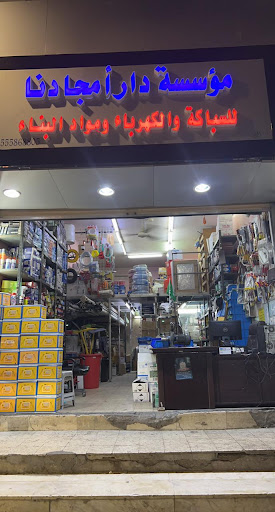 مؤسسة دار أمجادنا
للسباكة والكهرباء ومواد البناء